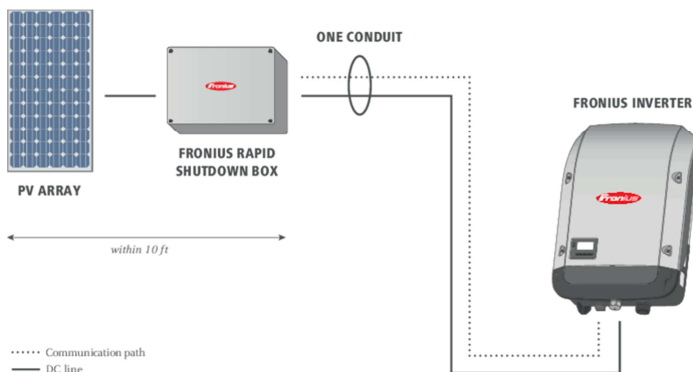 ONE CONDUIT
FRONIUS INVERTER
Fronius
FRONIUS RAPID
SHUTDOWN BOX
PV ARRAY
Fronius
within 10 ft
Communication path
DC line